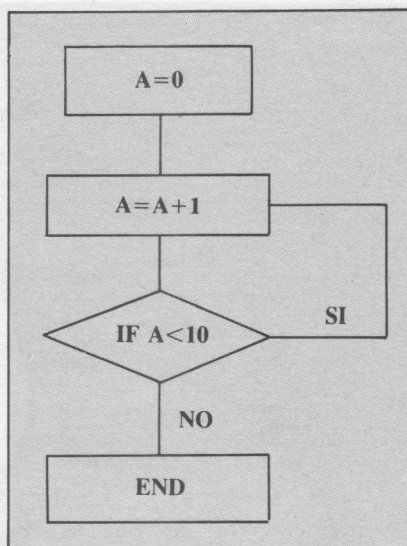 A=0
A=A+1
IF A<10
SI
NO
END